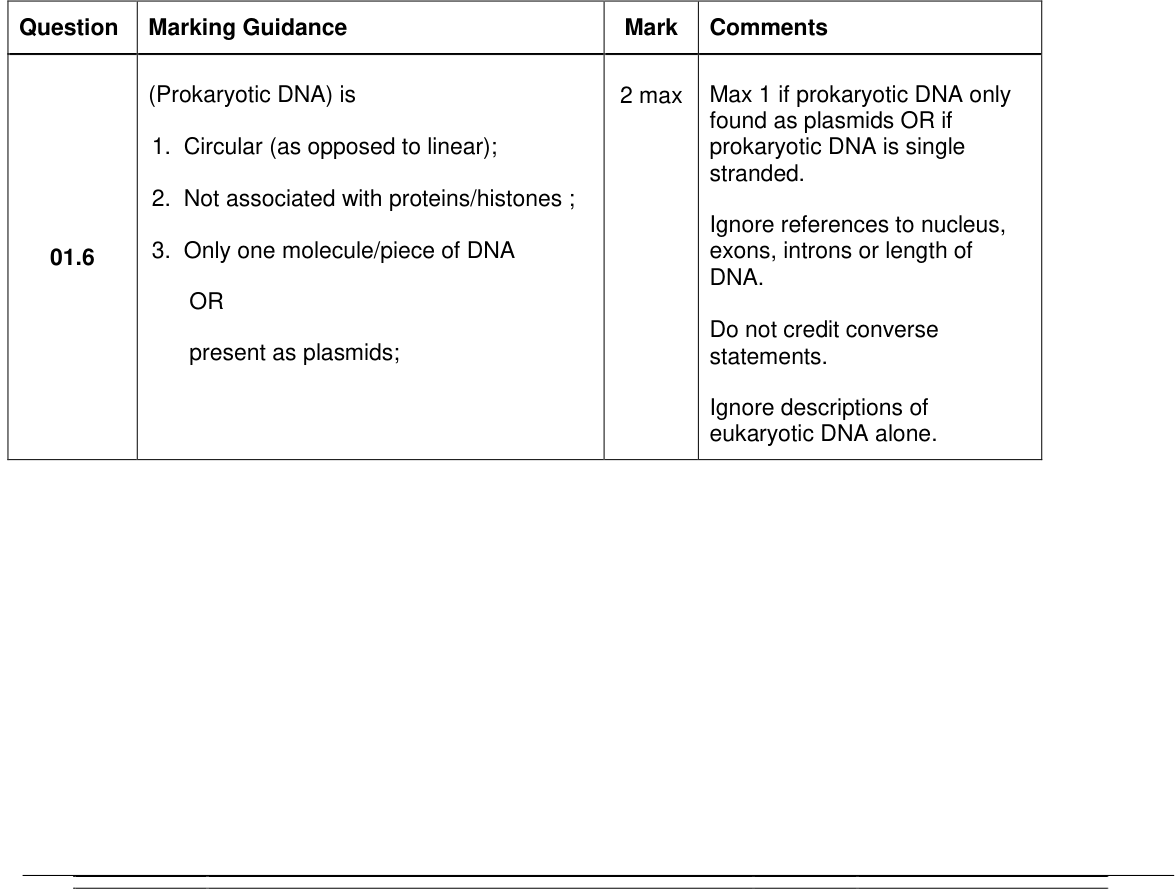 Question Marking Guidance Mark Comments
01.6
(Prokaryotic DNA) is
1. Circular (as opposed to linear);
2. Not associated with proteins/histones ;
3. Only one molecule/piece of DNA
OR
present as plasmids;
2 max
Max 1 if prokaryotic DNA only
found as plasmids OR if
prokaryotic DNA is single
stranded.
Ignore references to nucleus,
exons, introns or length of
DNA.
Do not credit converse
statements.
Ignore descriptions of
eukaryotic DNA alone.